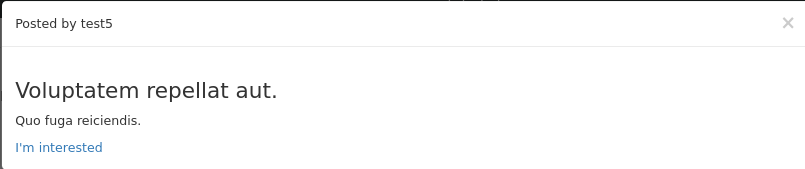 Posted by test5 ×
Voluptatem repellat aut.
Quo fuga reiciendis.
I'm interested